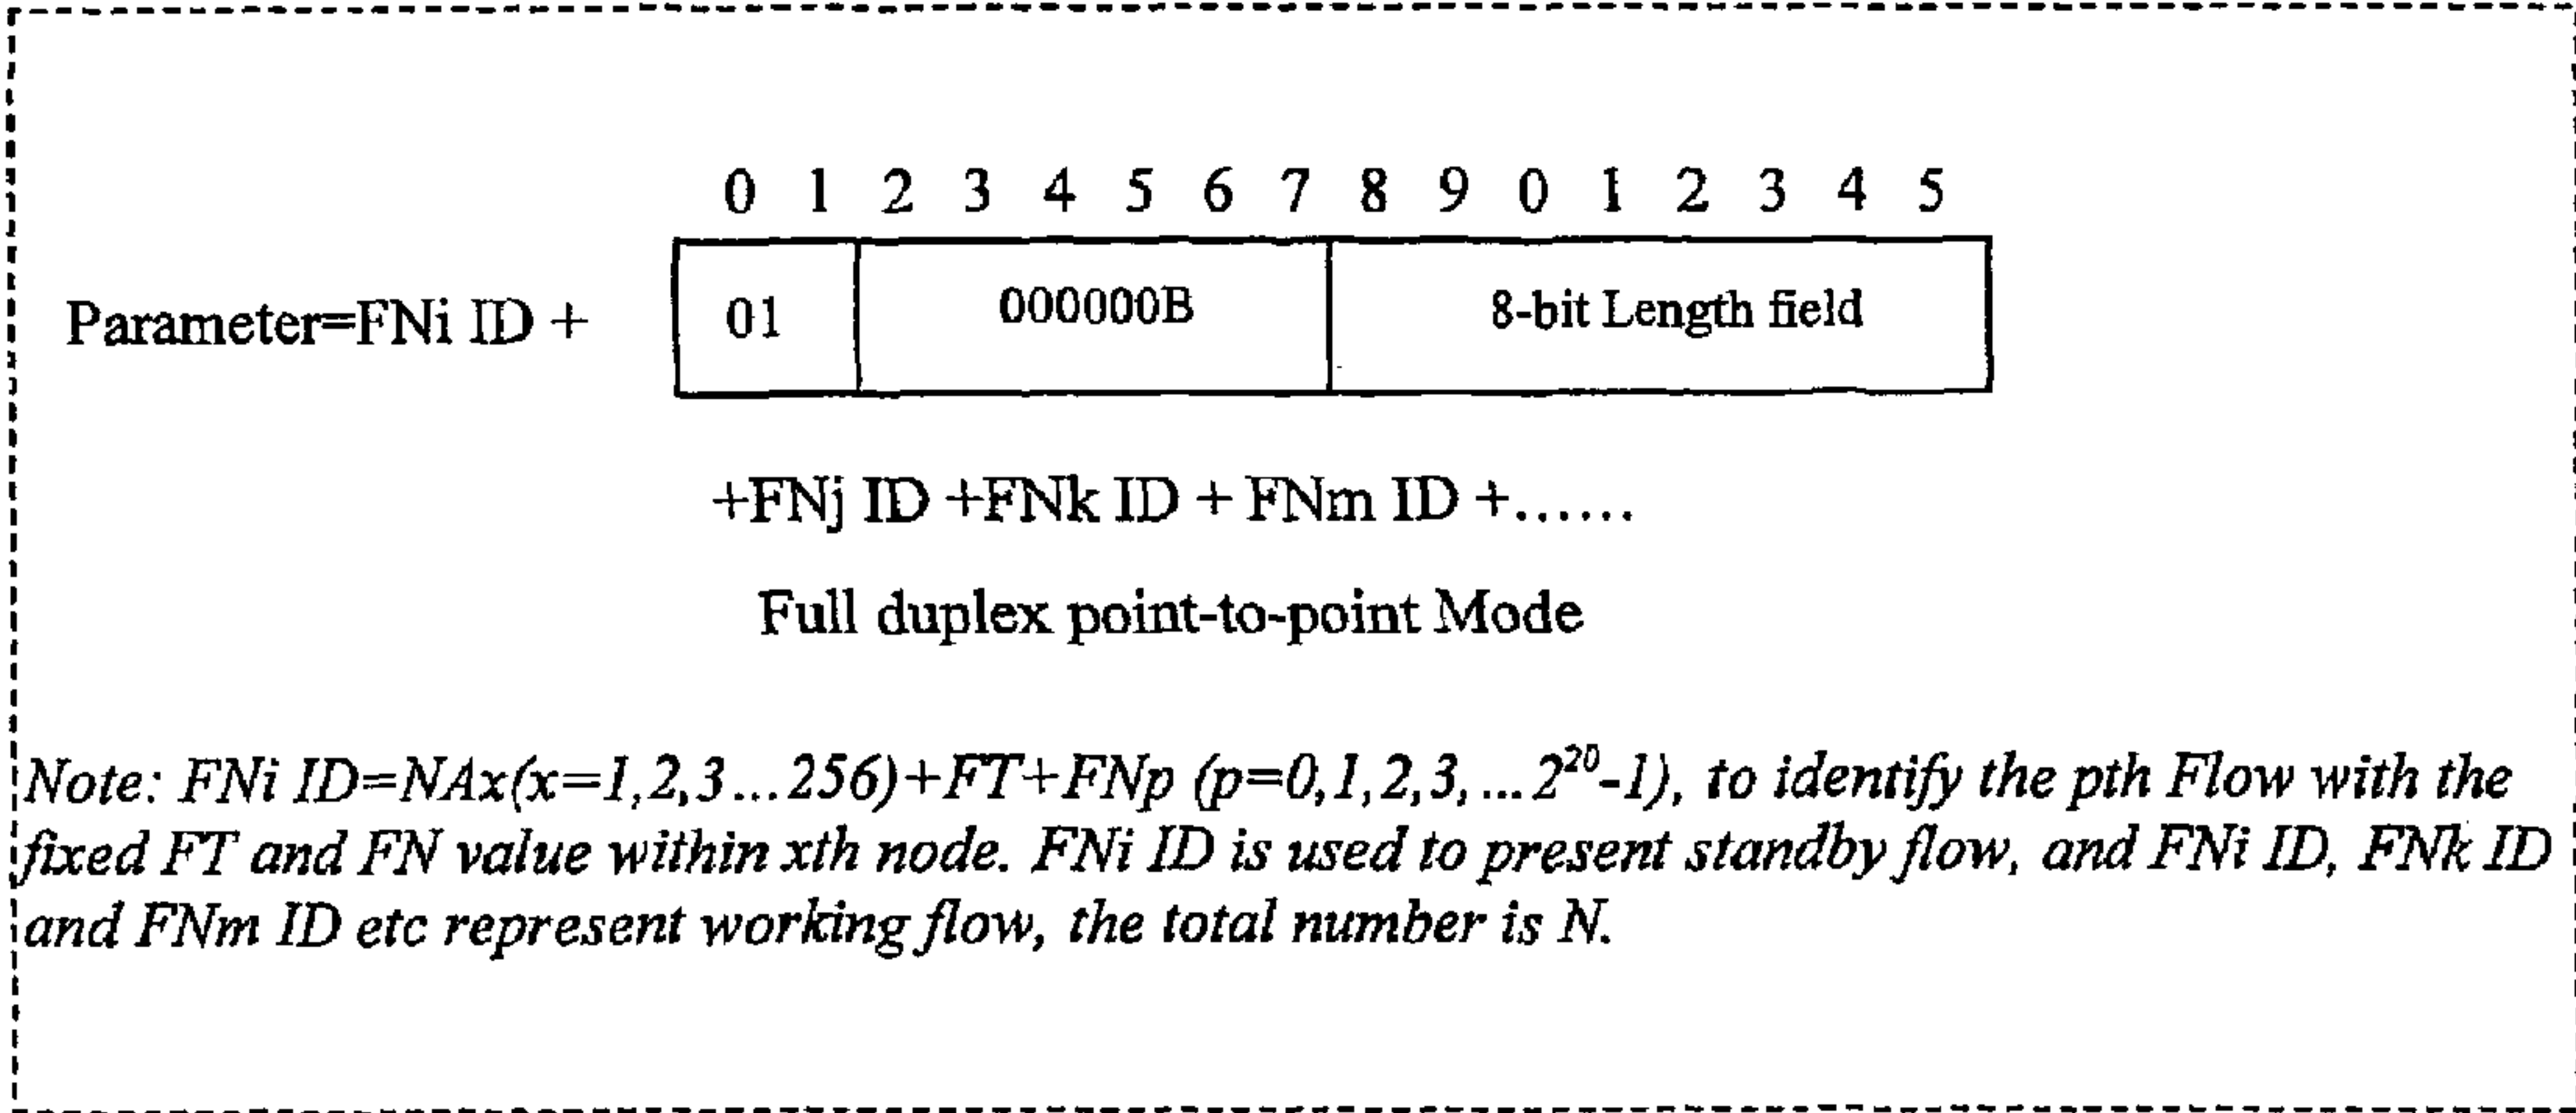 0 1 2 3 4 5 6 7 8 9 0 1 2 3 4 5
Parameter=FNi ID + 01 000000B 8-bit Length field
+FNj ID +FNk ID + FNm ID +......
Full duplex point-to-point Mode
Note: FNi ID=NAx(x=1,2,3...256)+FT+FNp (p=0,1,2,3,...2²⁰-1), to identify the pth Flow with the
fixed FT and FN value within xth node. FNi ID is used to present standby flow, and FNi ID, FNk ID
and FNm ID etc represent working flow, the total number is N.